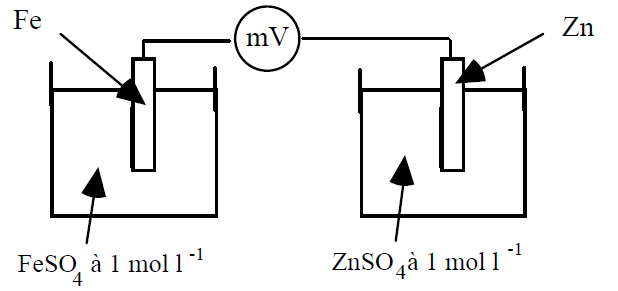 Fe
mV
Zn
FeSO4 à 1 mol l -1
ZnSO4 à 1 mol l -1